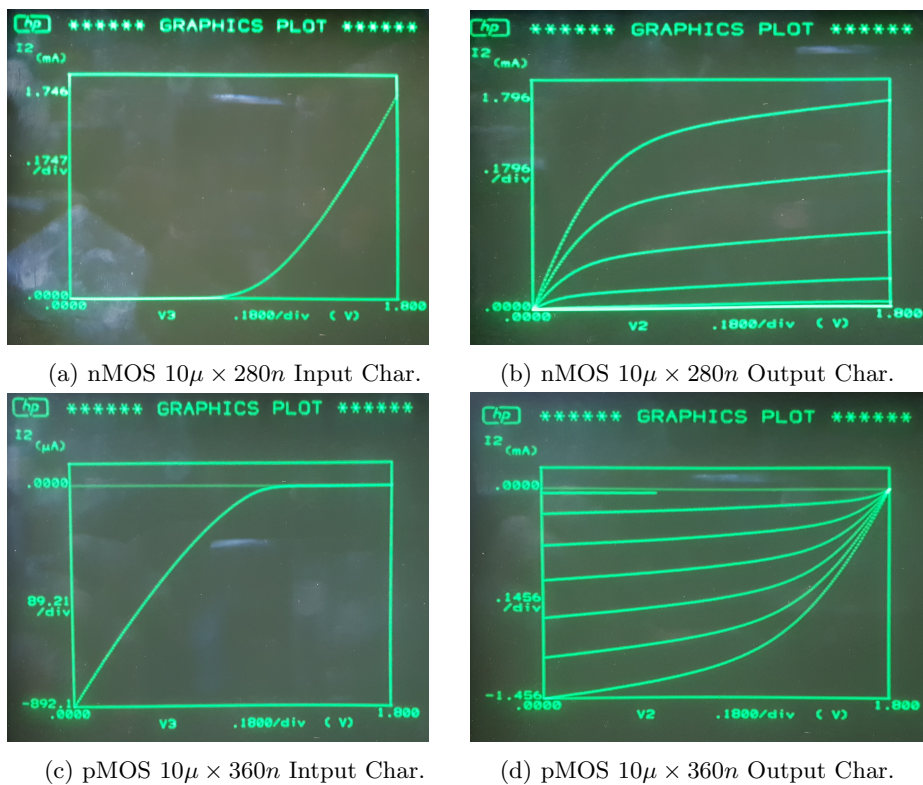 hp ****** GRAPHICS PLOT ******
I2 (mA)
1.746
.1747
/div
.0000
.0000
V3 .1800/div ( V)
1.800
(a) nMOS 10μ × 280n Input Char.
hp ****** GRAPHICS PLOT ******
I2 (mA)
1.796
.1796
/div
.0000
.0000
V2 .1800/div ( V)
1.800
(b) nMOS 10μ × 280n Output Char.
hp ****** GRAPHICS PLOT ******
I2 (μA)
.0000
89.21
/div
-892.1
.0000
V3 .1800/div ( V)
1.800
(c) pMOS 10μ × 360n Intput Char.
hp ****** GRAPHICS PLOT ******
I2 (mA)
.0000
.1456
/div
-1.456
.0000
V2 .1800/div ( V)
1.800
(d) pMOS 10μ × 360n Output Char.